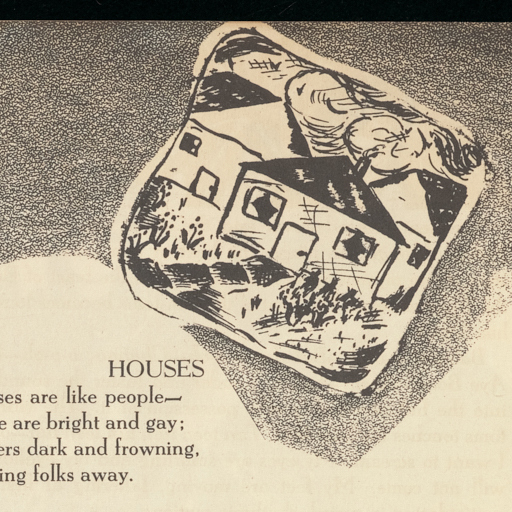 HOUSES
ses are like people—
e are bright and gay;
ers dark and frowning,
ing folks away.